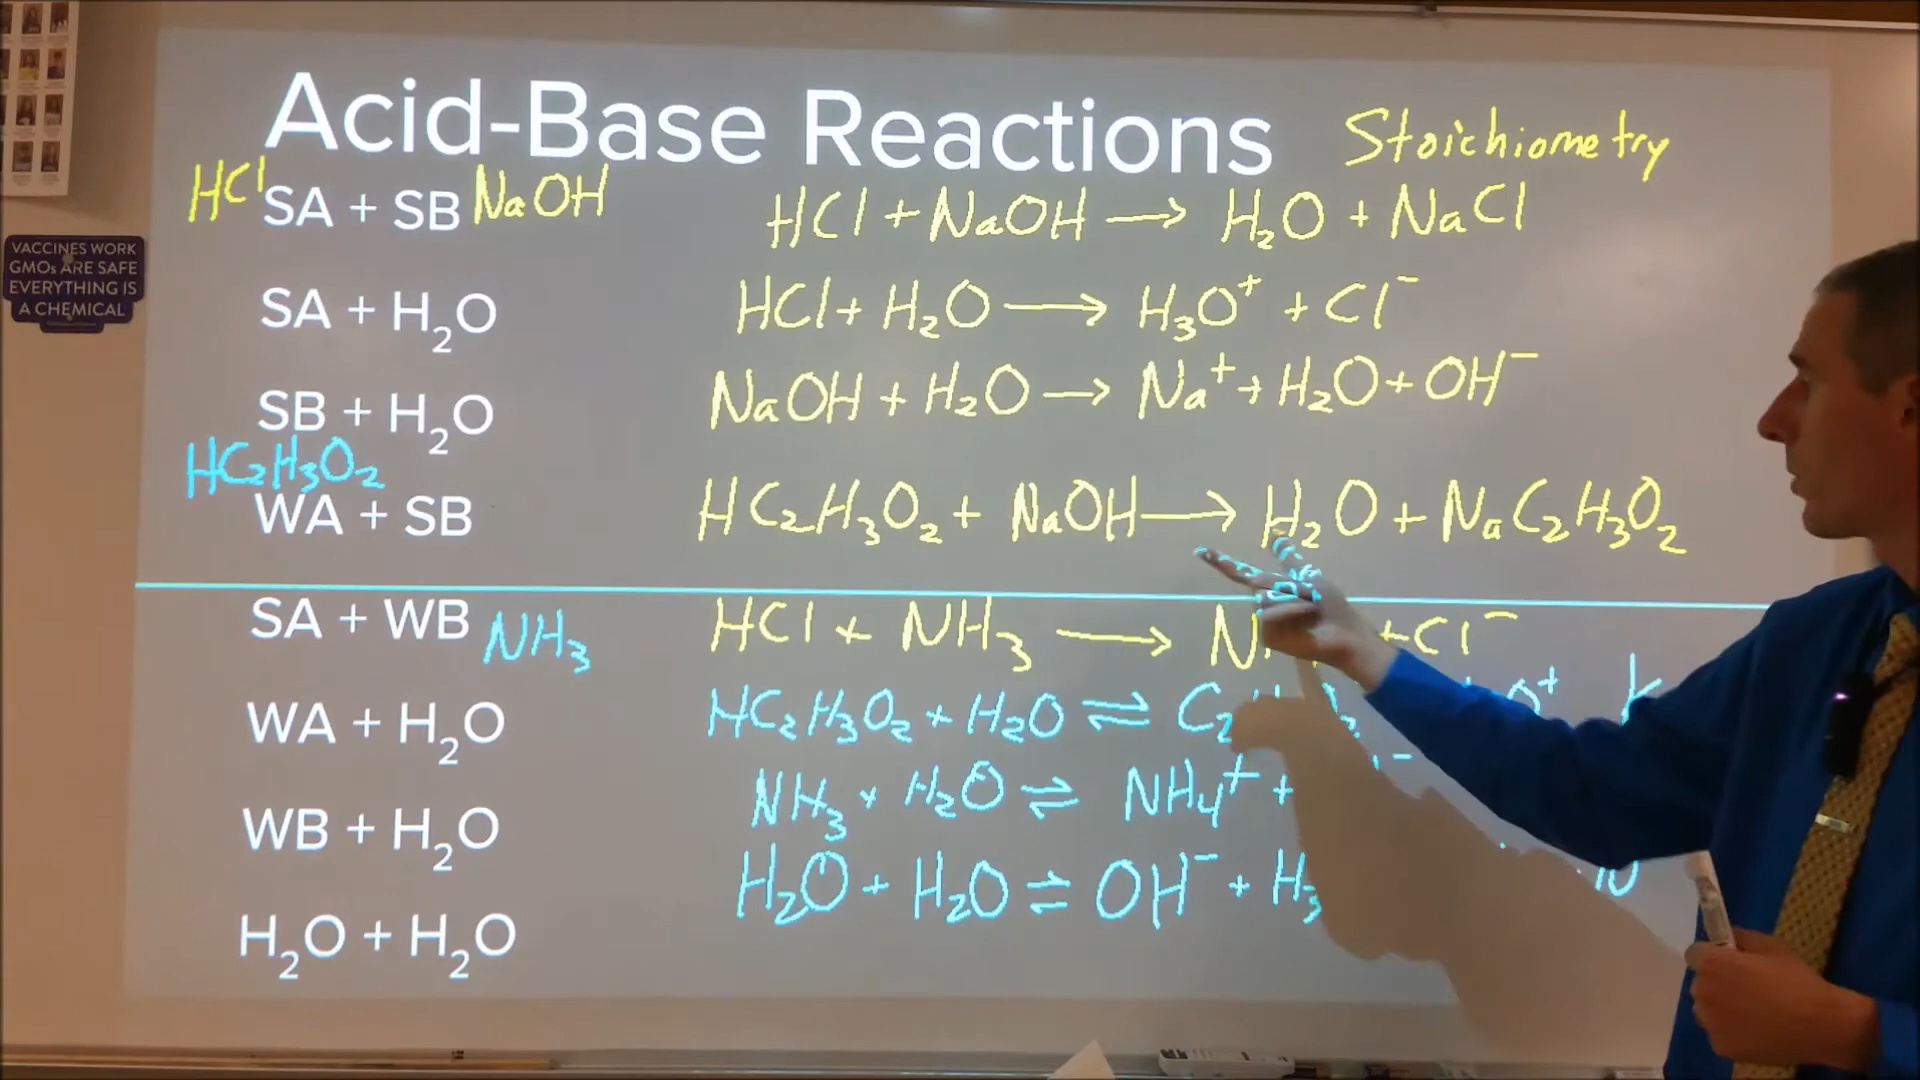 Acid-Base Reactions Stoichiometry
HCl SA + SB NaOH HCl + NaOH → H₂O + NaCl
VACCINES WORK
GMOs ARE SAFE
EVERYTHING IS
A CHEMICAL
SA + H₂O HCl + H₂O → H₃O⁺ + Cl⁻
SB + H₂O NaOH + H₂O → Na⁺ + H₂O + OH⁻
HC₂H₃O₂
WA + SB HC₂H₃O₂ + NaOH → H₂O + NaC₂H₃O₂
SA + WB NH₃ HCl + NH₃ → + Cl⁻
WA + H₂O HC₂H₃O₂ + H₂O ⇌ C₂
WB + H₂O NH₃ + H₂O ⇌ NH₄⁺ +
H₂O + H₂O H₂O + H₂O ⇌ OH⁻ + H₃